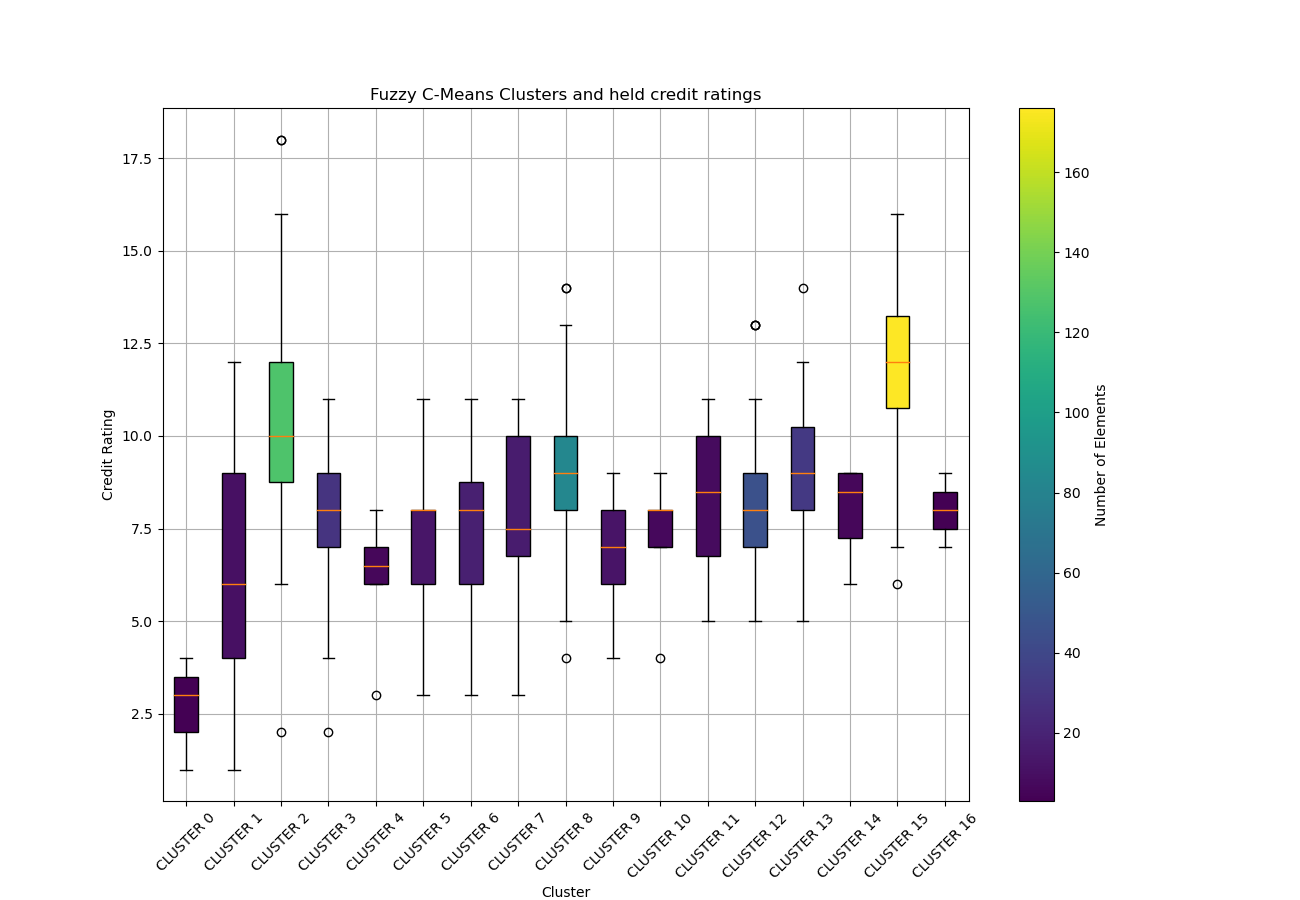 Fuzzy C-Means Clusters and held credit ratings
17.5
15.0
12.5
10.0
7.5
5.0
2.5
Credit Rating
CLUSTER 0
CLUSTER 1
CLUSTER 2
CLUSTER 3
CLUSTER 4
CLUSTER 5
CLUSTER 6
CLUSTER 7
CLUSTER 8
CLUSTER 9
CLUSTER 10
CLUSTER 11
CLUSTER 12
CLUSTER 13
CLUSTER 14
CLUSTER 15
CLUSTER 16
Cluster
160
140
120
100
80
60
40
20
Number of Elements